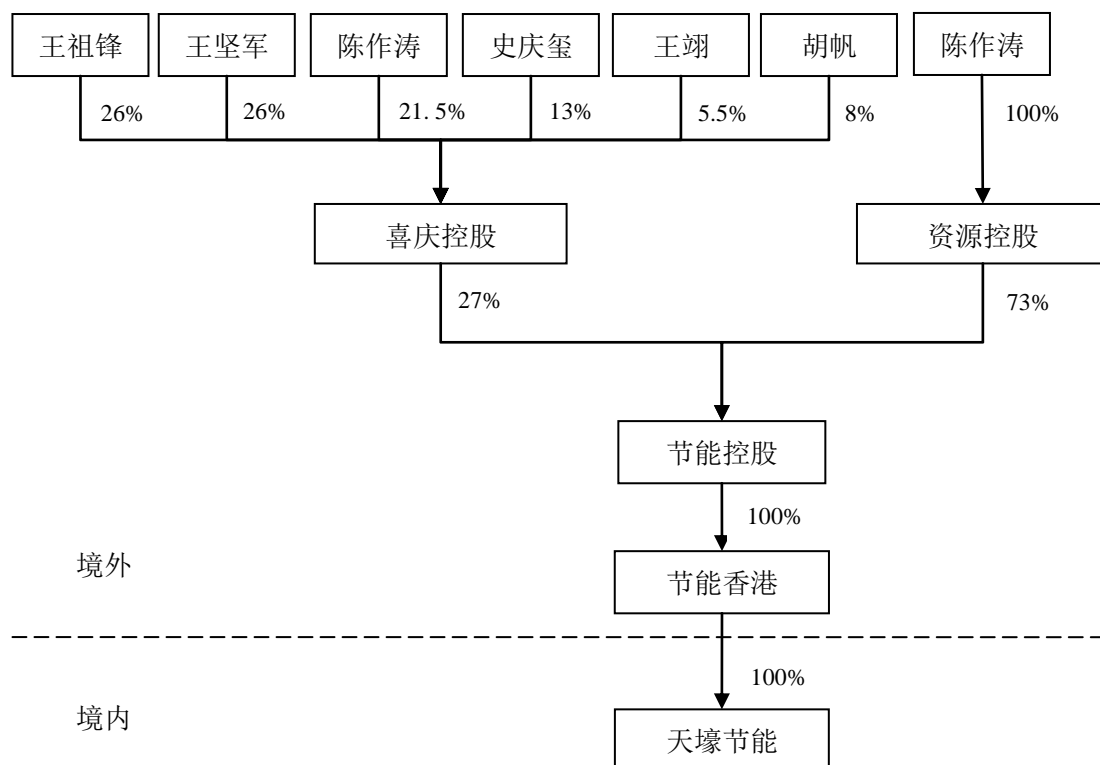 王祖锋 王坚军 陈作涛 史庆玺 王翊 胡帆 陈作涛
26% 26% 21.5% 13% 5.5% 8% 100%
喜庆控股 资源控股
27% 73%
节能控股
100%
境外
节能香港
100%
境内
天壕节能